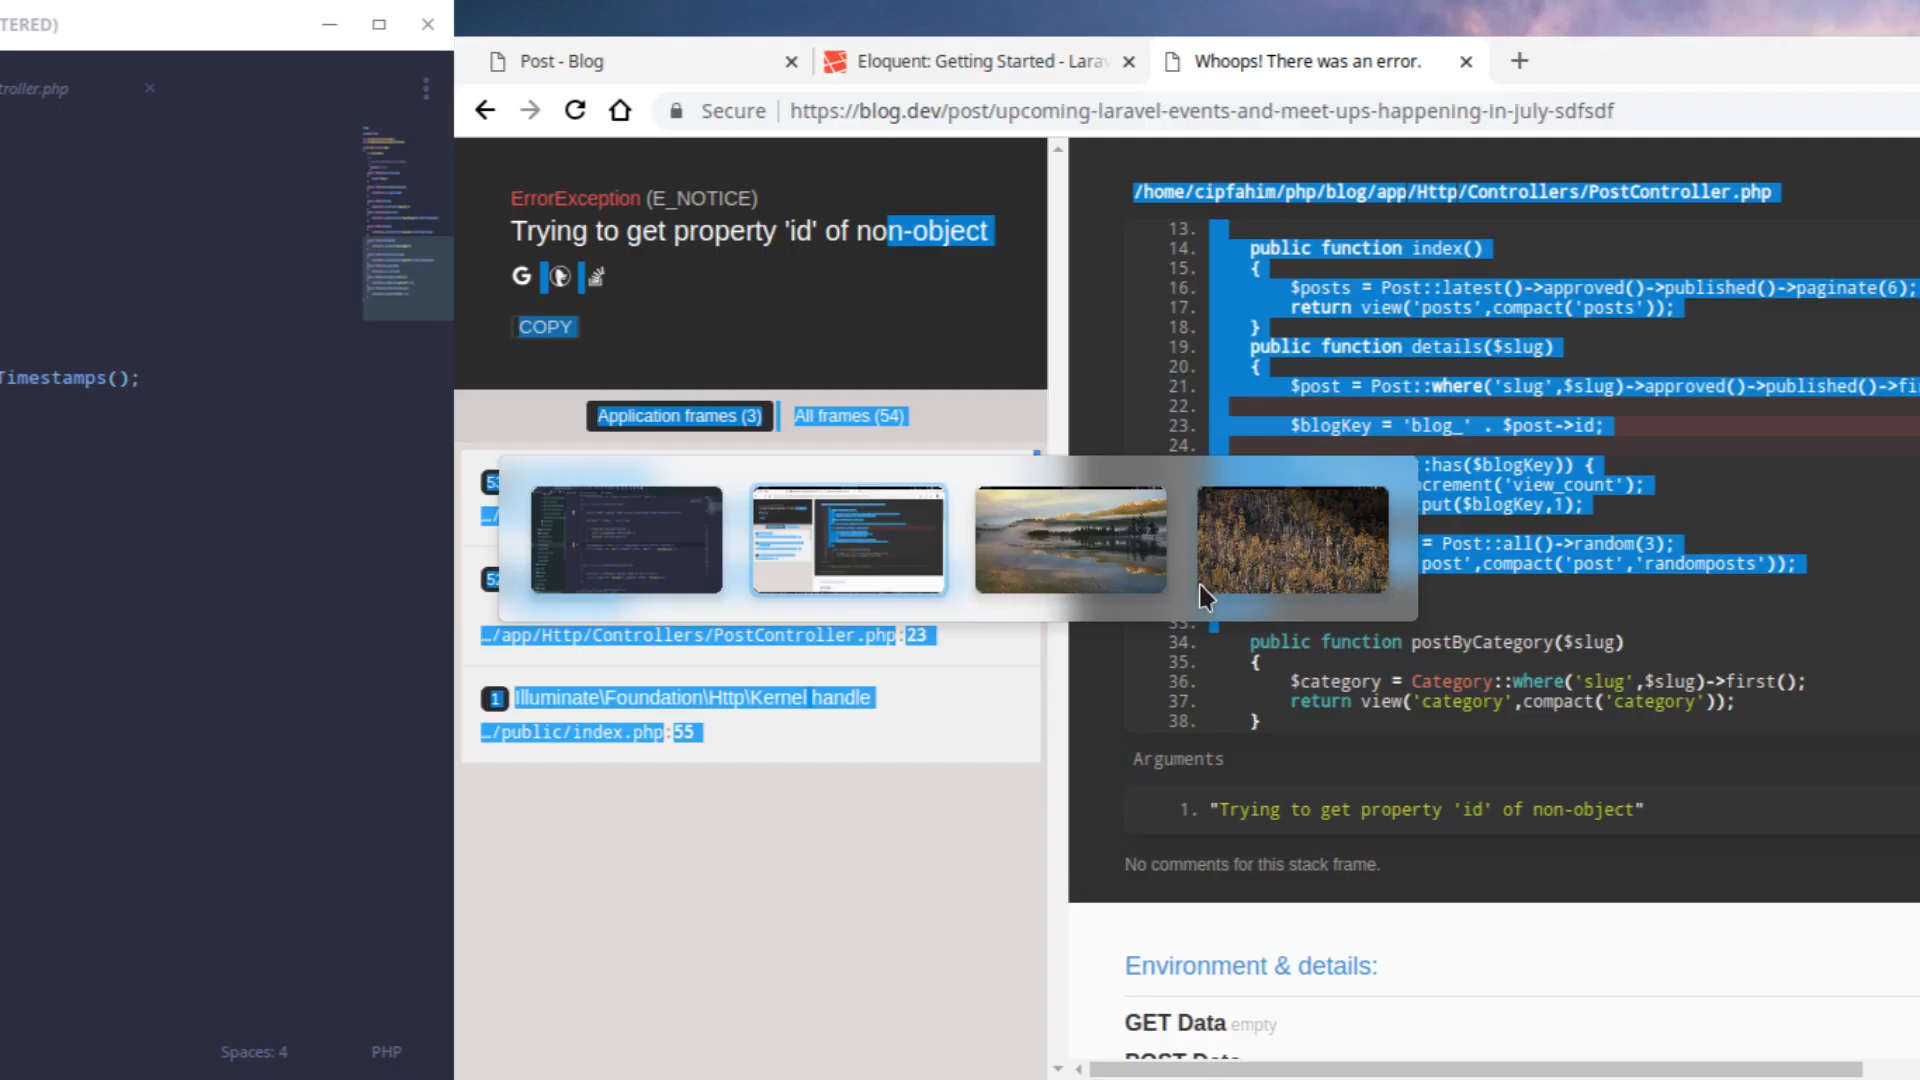 TERED)
troller.php
Timestamps();
Spaces: 4
PHP
Post - Blog
Eloquent: Getting Started - Larav
Whoops! There was an error.
Secure
https://blog.dev/post/upcoming-laravel-events-and-meet-ups-happening-in-july-sdfsdf
ErrorException (E_NOTICE)
Trying to get property 'id' of non-object
COPY
Application frames (3)
All frames (54)
53
…/
52
…/app/Http/Controllers/PostController.php:23
1 Illuminate\Foundation\Http\Kernel handle
…/public/index.php:55
/home/cipfahim/php/blog/app/Http/Controllers/PostController.php
13.
14. public function index()
15. {
16. $posts = Post::latest()->approved()->published()->paginate(6);
17. return view('posts',compact('posts'));
18. }
19. public function details($slug)
20. {
21. $post = Post::where('slug',$slug)->approved()->published()->fi
22.
23. $blogKey = 'blog_' . $post->id;
24.
:has($blogKey)) {
ncrement('view_count');
put($blogKey,1);
= Post::all()->random(3);
post',compact('post','randomposts'));
33.
34. public function postByCategory($slug)
35. {
36. $category = Category::where('slug',$slug)->first();
37. return view('category',compact('category'));
38. }
Arguments
1. "Trying to get property 'id' of non-object"
No comments for this stack frame.
Environment & details:
GET Data empty
POST Data